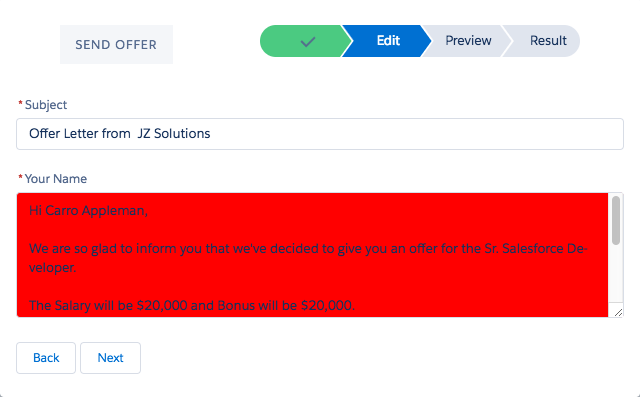 SEND OFFER
Edit
Preview
Result
*Subject
Offer Letter from  JZ Solutions
*Your Name
Hi Carro Appleman,
We are so glad to inform you that we've decided to give you an offer for the Sr. Salesforce De-
veloper.
The Salary will be $20,000 and Bonus will be $20,000.
Back
Next